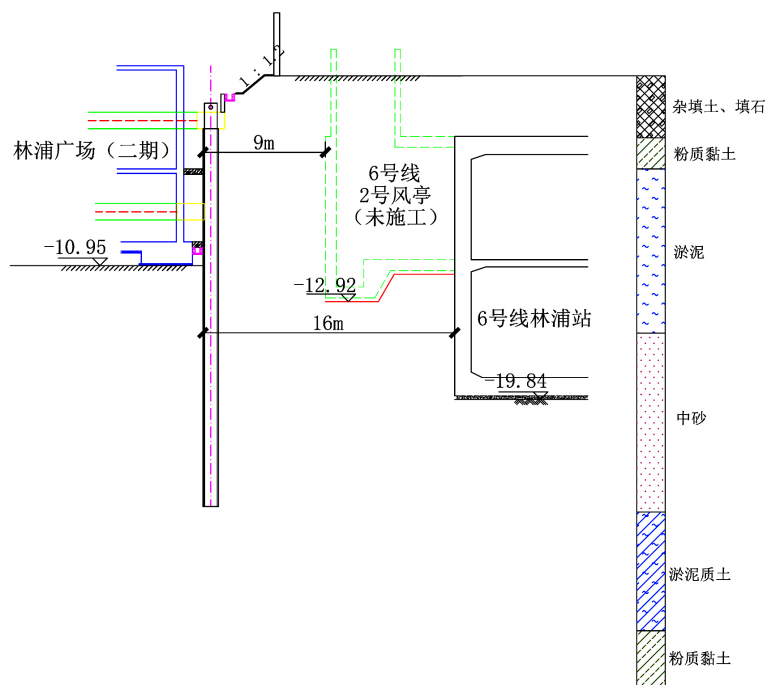 1：1.2
杂填土、填石
林浦广场（二期）
9m
粉质黏土
6号线
2号风亭
（未施工）
-10.95
淤泥
-12.92
16m
6号线林浦站
-19.84
中砂
淤泥质土
粉质黏土